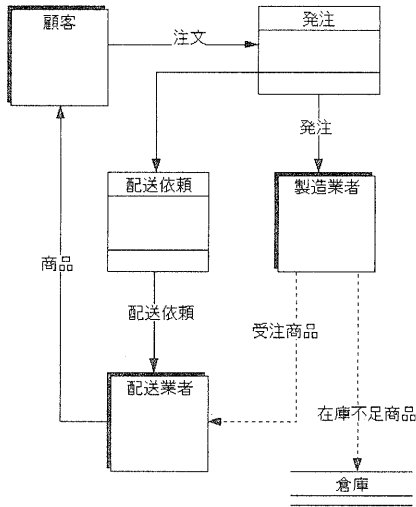 顧客
発注
注文
発注
配送依頼
製造業者
商品
配送依頼
受注商品
配送業者
在庫不足商品
倉庫